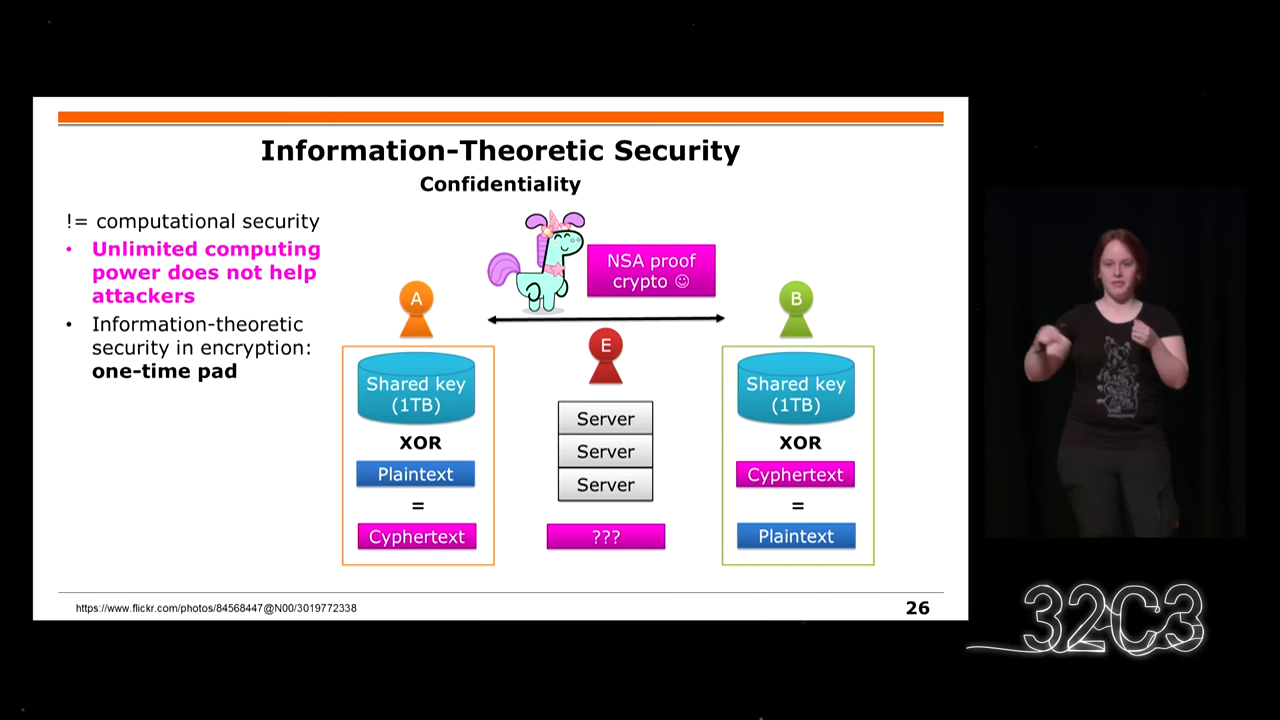 Information-Theoretic Security
Confidentiality
!= computational security
• Unlimited computing
power does not help
attackers
• Information-theoretic
security in encryption:
one-time pad
NSA proof
crypto ☺
A
B
E
Shared key
(1TB)
XOR
Plaintext
=
Cyphertext
Server
Server
Server
???
Shared key
(1TB)
XOR
Cyphertext
=
Plaintext
https://www.flickr.com/photos/84568447@N00/3019772338
26
32C3